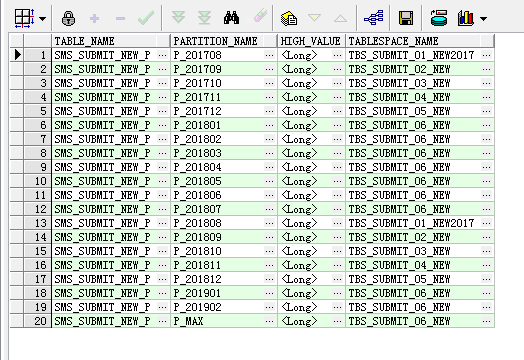 TABLE_NAME PARTITION_NAME HIGH_VALUE TABLESPACE_NAME
1 SMS_SUBMIT_NEW_P ... P_201708 ... <Long> ... TBS_SUBMIT_01_NEW2017 ...
2 SMS_SUBMIT_NEW_P ... P_201709 ... <Long> ... TBS_SUBMIT_02_NEW ...
3 SMS_SUBMIT_NEW_P ... P_201710 ... <Long> ... TBS_SUBMIT_03_NEW ...
4 SMS_SUBMIT_NEW_P ... P_201711 ... <Long> ... TBS_SUBMIT_04_NEW ...
5 SMS_SUBMIT_NEW_P ... P_201712 ... <Long> ... TBS_SUBMIT_05_NEW ...
6 SMS_SUBMIT_NEW_P ... P_201801 ... <Long> ... TBS_SUBMIT_06_NEW ...
7 SMS_SUBMIT_NEW_P ... P_201802 ... <Long> ... TBS_SUBMIT_06_NEW ...
8 SMS_SUBMIT_NEW_P ... P_201803 ... <Long> ... TBS_SUBMIT_06_NEW ...
9 SMS_SUBMIT_NEW_P ... P_201804 ... <Long> ... TBS_SUBMIT_06_NEW ...
10 SMS_SUBMIT_NEW_P ... P_201805 ... <Long> ... TBS_SUBMIT_06_NEW ...
11 SMS_SUBMIT_NEW_P ... P_201806 ... <Long> ... TBS_SUBMIT_06_NEW ...
12 SMS_SUBMIT_NEW_P ... P_201807 ... <Long> ... TBS_SUBMIT_06_NEW ...
13 SMS_SUBMIT_NEW_P ... P_201808 ... <Long> ... TBS_SUBMIT_01_NEW2017 ...
14 SMS_SUBMIT_NEW_P ... P_201809 ... <Long> ... TBS_SUBMIT_02_NEW ...
15 SMS_SUBMIT_NEW_P ... P_201810 ... <Long> ... TBS_SUBMIT_03_NEW ...
16 SMS_SUBMIT_NEW_P ... P_201811 ... <Long> ... TBS_SUBMIT_04_NEW ...
17 SMS_SUBMIT_NEW_P ... P_201812 ... <Long> ... TBS_SUBMIT_05_NEW ...
18 SMS_SUBMIT_NEW_P ... P_201901 ... <Long> ... TBS_SUBMIT_06_NEW ...
19 SMS_SUBMIT_NEW_P ... P_201902 ... <Long> ... TBS_SUBMIT_06_NEW ...
20 SMS_SUBMIT_NEW_P ... P_MAX ... <Long> ... TBS_SUBMIT_06_NEW ...